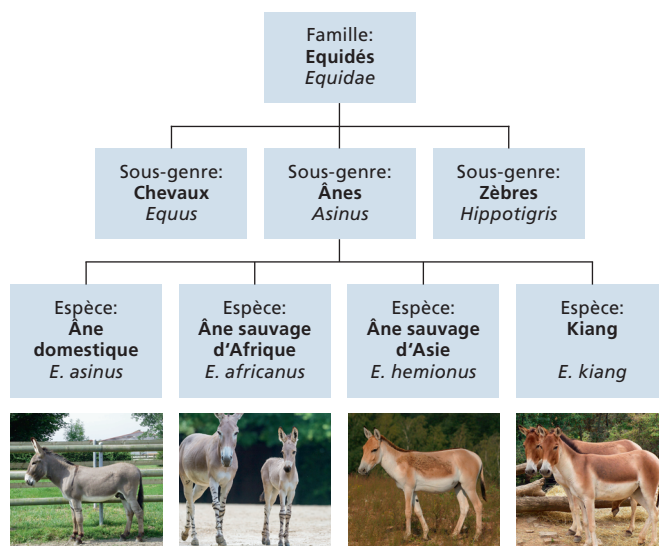 Famille:
Equidés
Equidae
Sous-genre:
Chevaux
Equus
Sous-genre:
Ânes
Asinus
Sous-genre:
Zèbres
Hippotigris
Espèce:
Âne
domestique
E. asinus
Espèce:
Âne sauvage
d'Afrique
E. africanus
Espèce:
Âne sauvage
d'Asie
E. hemionus
Espèce:
Kiang
E. kiang